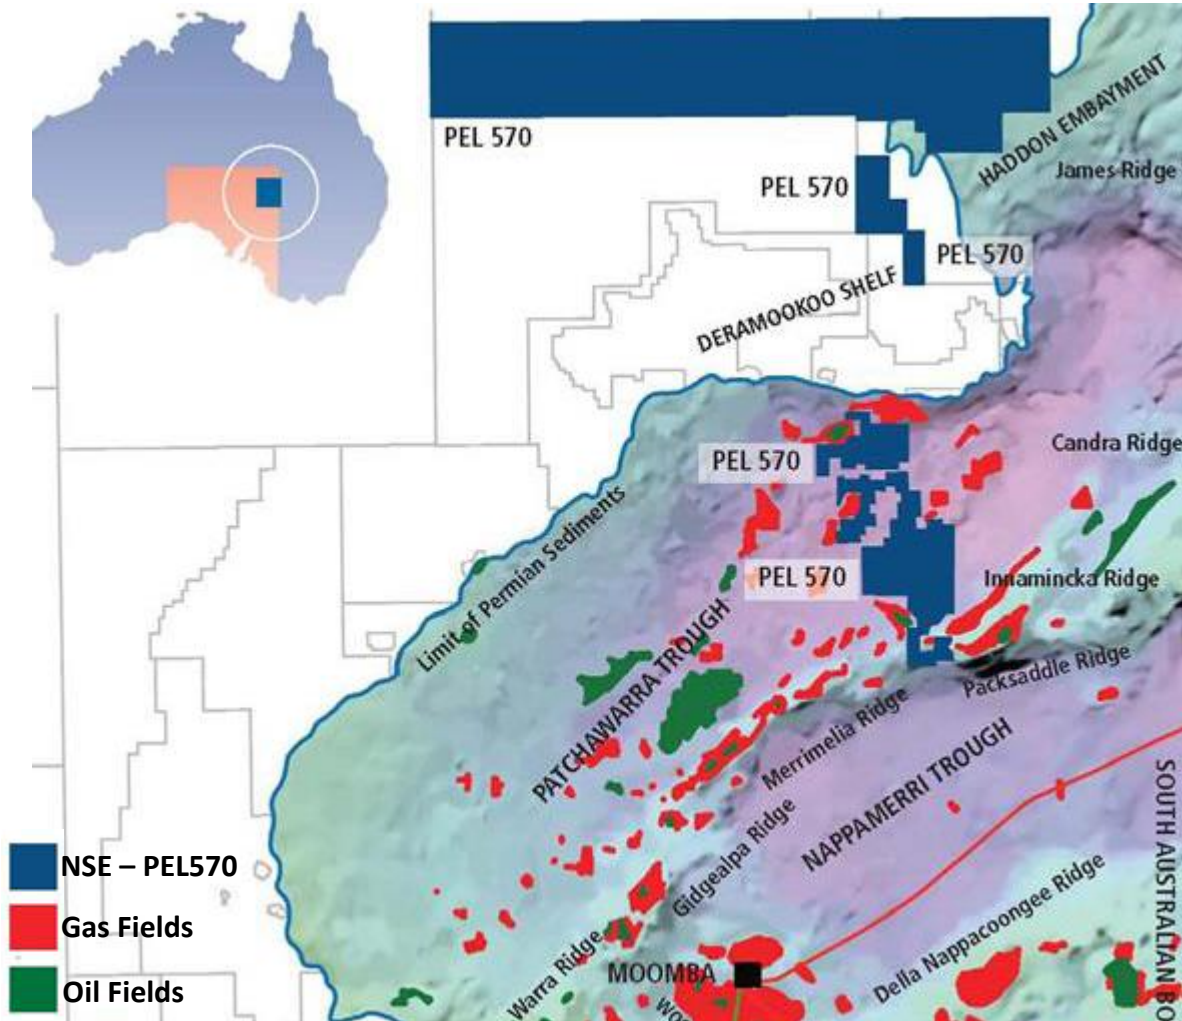 PEL 570
HADDON EMBAYMENT
James Ridge
PEL 570
PEL 570
DERAMOOKOO SHELF
Candra Ridge
PEL 570
Limit of Permian Sediments
PEL 570
Innamincka Ridge
PATCHAWARRA TROUGH
Packsaddle Ridge
Merrimelia Ridge
NAPPAMERRI TROUGH
Gidgealpa Ridge
SOUTH AUSTRALIAN BO
NSE – PEL570
Gas Fields
Oil Fields
Della Nappacoongee Ridge
Warra Ridge
MOOMBA
Woo